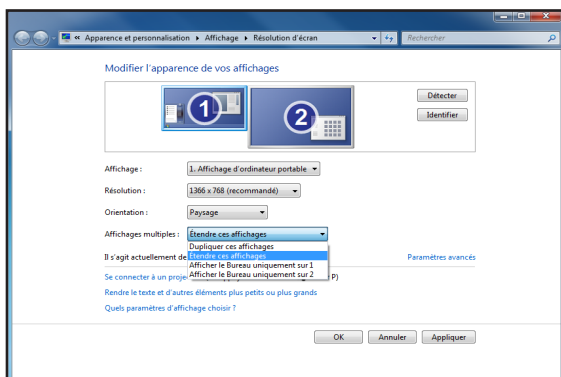 « Apparence et personnalisation ▸ Affichage ▸ Résolution d'écran
Rechercher
Modifier l'apparence de vos affichages
1
2
Détecter
Identifier
Affichage :
1. Affichage d'ordinateur portable
Résolution :
1366 x 768 (recommandé)
Orientation :
Paysage
Affichages multiples :
Étendre ces affichages
Dupliquer ces affichages
Étendre ces affichages
Afficher le Bureau uniquement sur 1
Afficher le Bureau uniquement sur 2
Il s'agit actuellement de
Paramètres avancés
Se connecter à un P)
Rendre le texte et d'autres éléments plus petits ou plus grands
Quels paramètres d'affichage choisir ?
OK
Annuler
Appliquer